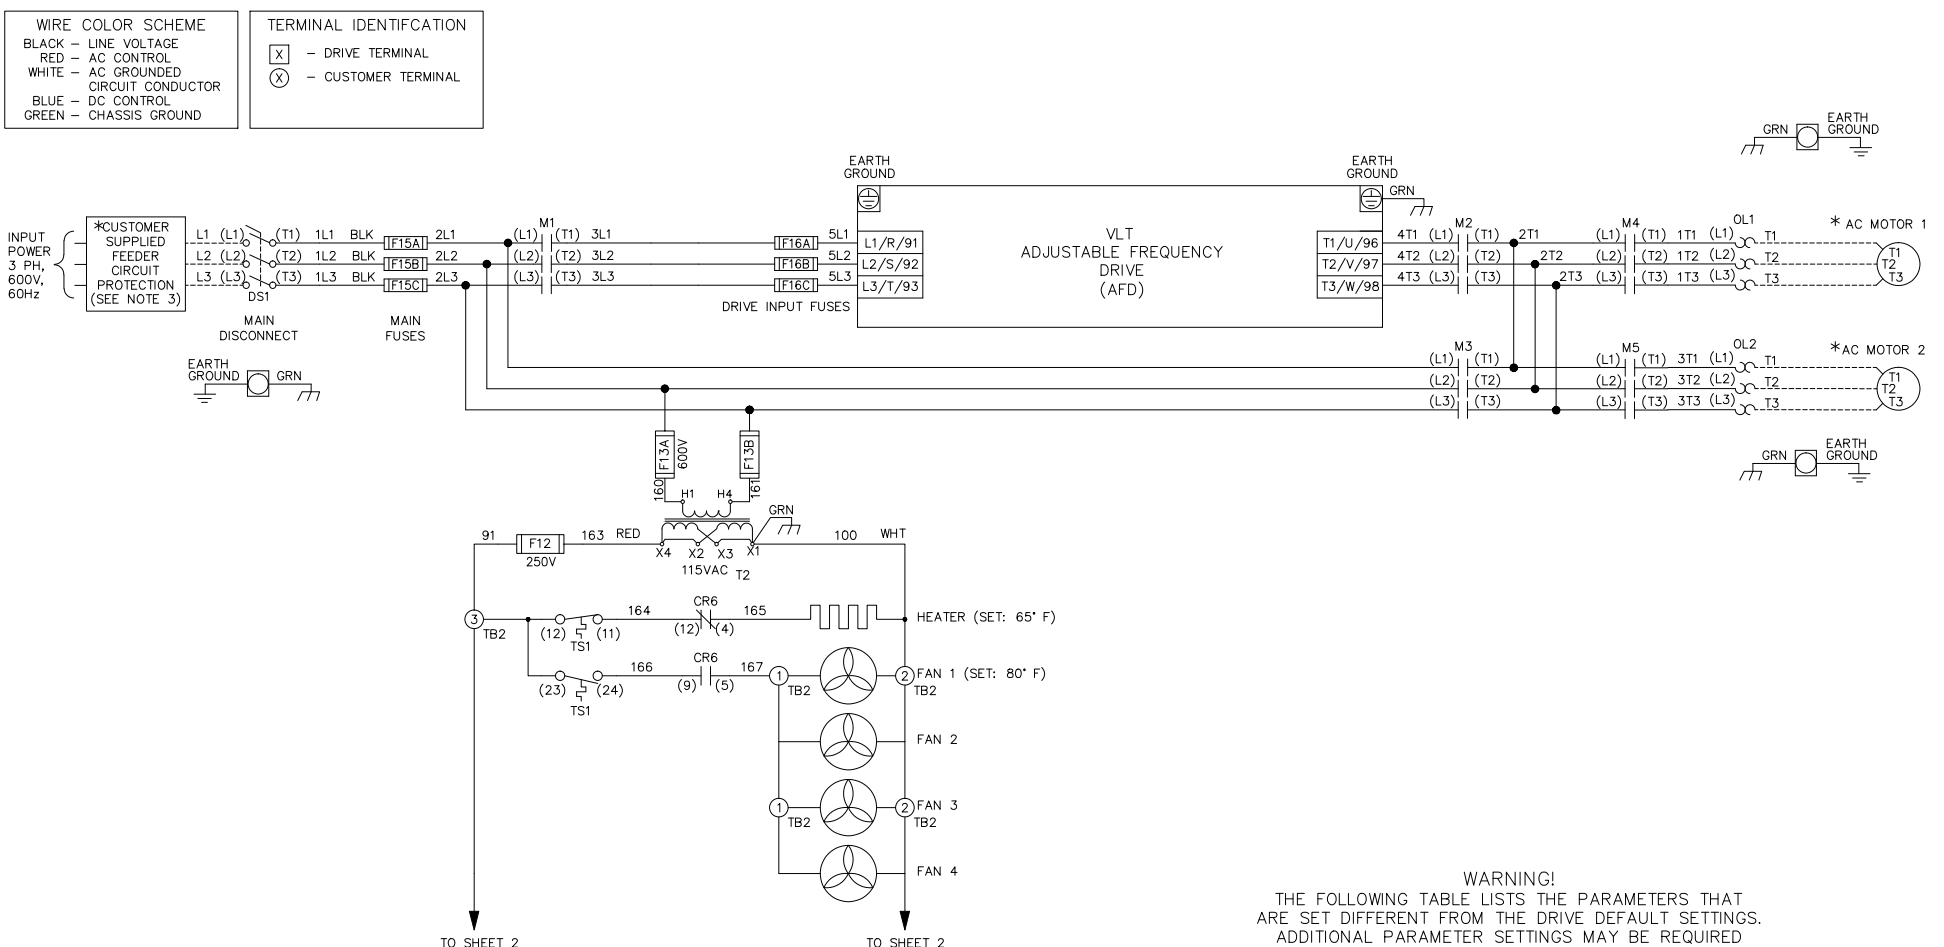 WIRE COLOR SCHEME
BLACK – LINE VOLTAGE
RED – AC CONTROL
WHITE – AC GROUNDED
CIRCUIT CONDUCTOR
BLUE – DC CONTROL
GREEN – CHASSIS GROUND
TERMINAL IDENTIFCATION
X – DRIVE TERMINAL
X – CUSTOMER TERMINAL
GRN
EARTH
GROUND
EARTH
GROUND
EARTH
GROUND
GRN
INPUT
POWER
3 PH,
600V,
60Hz
*CUSTOMER
SUPPLIED
FEEDER
CIRCUIT
PROTECTION
(SEE NOTE 3)
L1 (L1) (T1) 1L1 BLK F15A 2L1 (L1) M1 (T1) 3L1 F16A 5L1 L1/R/91
L2 (L2) (T2) 1L2 BLK F15B 2L2 (L2) (T2) 3L2 F16B 5L2 L2/S/92
L3 (L3) (T3) 1L3 BLK F15C 2L3 (L3) (T3) 3L3 F16C 5L3 L3/T/93
DS1
MAIN
DISCONNECT
MAIN
FUSES
DRIVE INPUT FUSES
VLT
ADJUSTABLE FREQUENCY
DRIVE
(AFD)
T1/U/96 4T1 (L1) M2 (T1) 2T1 (L1) M4 (T1) 1T1 (L1) OL1 T1
T2/V/97 4T2 (L2) (T2) 2T2 (L2) (T2) 1T2 (L2) T2
T3/W/98 4T3 (L3) (T3) 2T3 (L3) (T3) 1T3 (L3) T3
* AC MOTOR 1
T1
T2
T3
EARTH
GROUND
GRN
(L1) M3 (T1) (L1) M5 (T1) 3T1 (L1) OL2 T1
(L2) (T2) (L2) (T2) 3T2 (L2) T2
(L3) (T3) (L3) (T3) 3T3 (L3) T3
*AC MOTOR 2
T1
T2
T3
GRN
EARTH
GROUND
F13A
600V
F13B
160
161
H1 H4
GRN
91 F12 163 RED
250V
X4 X2 X3 X1
115VAC T2
100 WHT
3
TB2
(12) (11)
TS1
164
CR6
(12) (4)
165
HEATER (SET: 65° F)
(23) (24)
TS1
166
CR6
(9) (5)
167
1
TB2
2
TB2
FAN 1 (SET: 80° F)
FAN 2
1
TB2
2
TB2
FAN 3
FAN 4
TO SHEET 2
TO SHEET 2
WARNING!
THE FOLLOWING TABLE LISTS THE PARAMETERS THAT
ARE SET DIFFERENT FROM THE DRIVE DEFAULT SETTINGS.
ADDITIONAL PARAMETER SETTINGS MAY BE REQUIRED